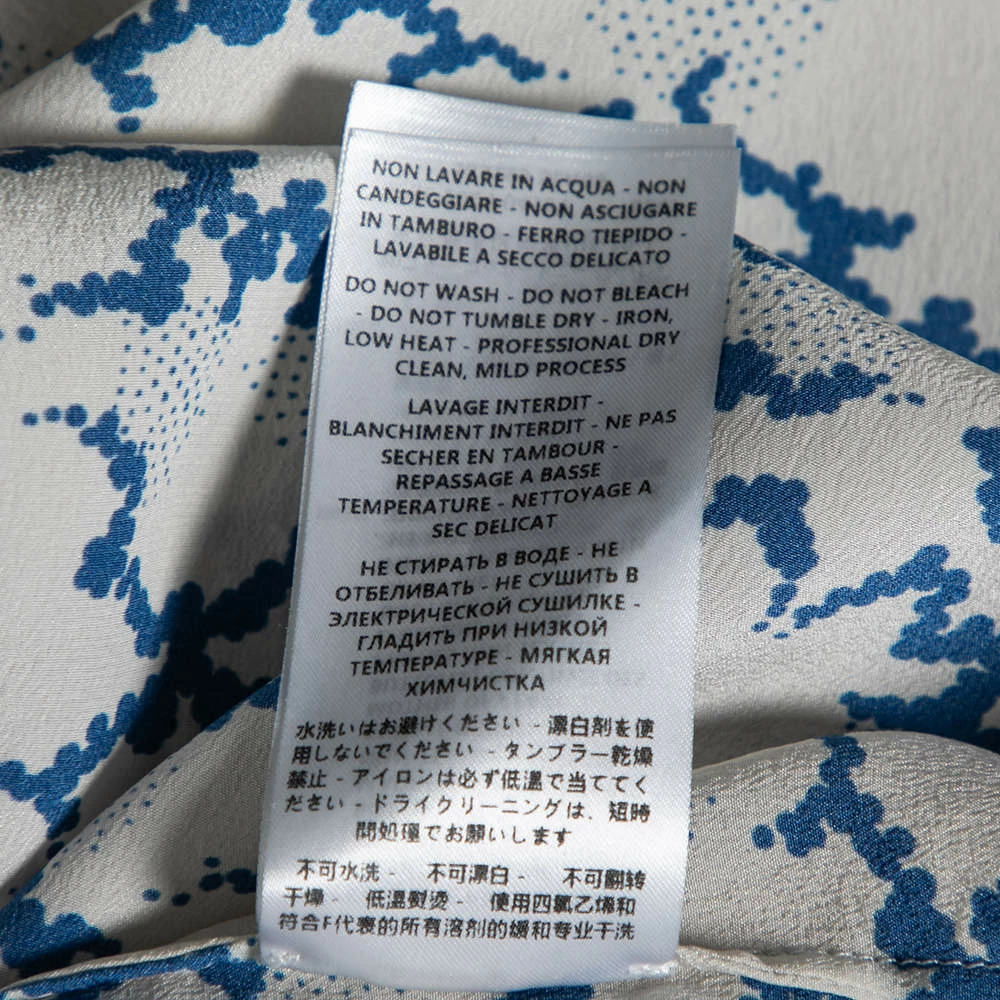 NON LAVARE IN ACQUA - NON
CANDEGGIARE - NON ASCIUGARE
IN TAMBURO - FERRO TIEPIDO -
LAVABILE A SECCO DELICATO
DO NOT WASH - DO NOT BLEACH
- DO NOT TUMBLE DRY - IRON,
LOW HEAT - PROFESSIONAL DRY
CLEAN, MILD PROCESS
LAVAGE INTERDIT -
BLANCHIMENT INTERDIT - NE PAS
SECHER EN TAMBOUR -
REPASSAGE A BASSE
TEMPERATURE - NETTOYAGE A
SEC DELICAT
НЕ СТИРАТЬ В ВОДЕ - НЕ
ОТБЕЛИВАТЬ - НЕ СУШИТЬ В
ЭЛЕКТРИЧЕСКОЙ СУШИЛКЕ -
ГЛАДИТЬ ПРИ НИЗКОЙ
ТЕМПЕРАТУРЕ - МЯГКАЯ
ХИМЧИСТКА
水洗いはお避けください - 漂白剤を使
用しないでください - タンブラー乾燥
禁止 - アイロンは必ず低温で当ててく
ださい - ドライクリーニングは、短時
間処理でお願いします
不可水洗 - 不可漂白 - 不可翻转
干燥 - 低温熨烫 - 使用四氯乙烯和
符合F代表的所有溶剂的缓和专业干洗